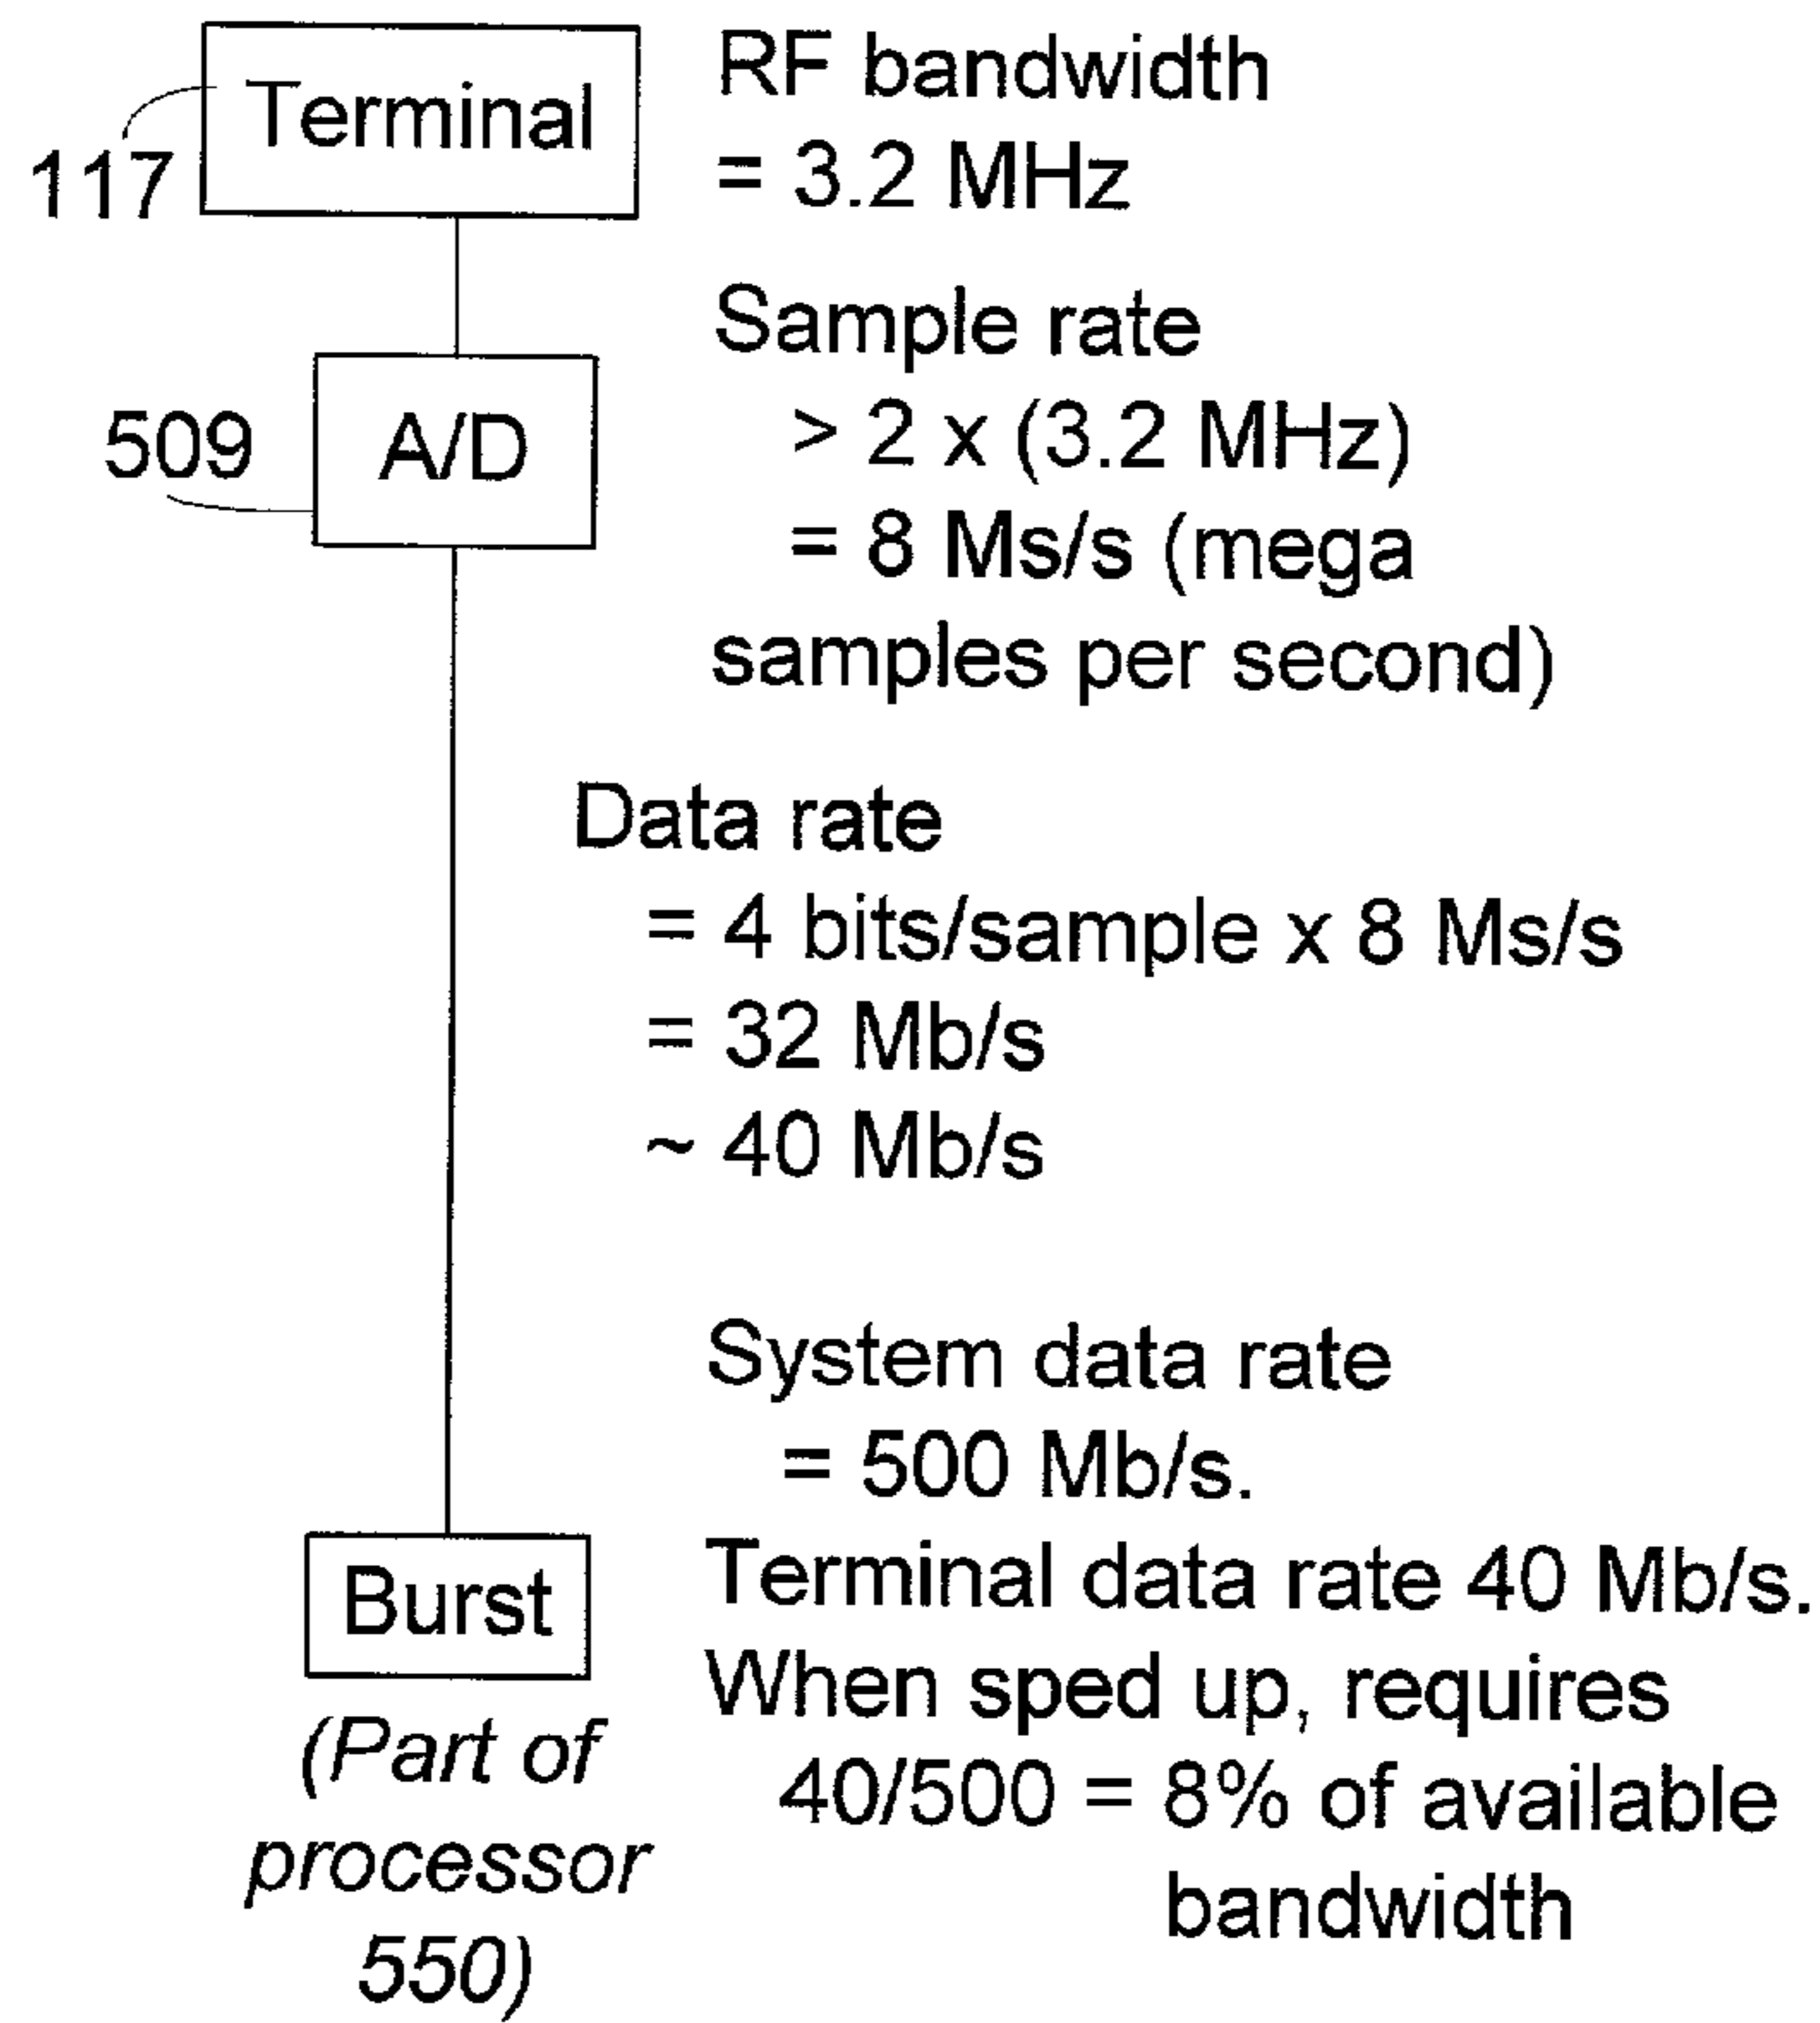 Terminal
117
RF bandwidth
= 3.2 MHz
Sample rate
> 2 x (3.2 MHz)
= 8 Ms/s (mega
samples per second)
509
A/D
Data rate
= 4 bits/sample x 8 Ms/s
= 32 Mb/s
~ 40 Mb/s
System data rate
= 500 Mb/s.
Terminal data rate 40 Mb/s.
When sped up, requires
40/500 = 8% of available
bandwidth
Burst
(Part of
processor
550)